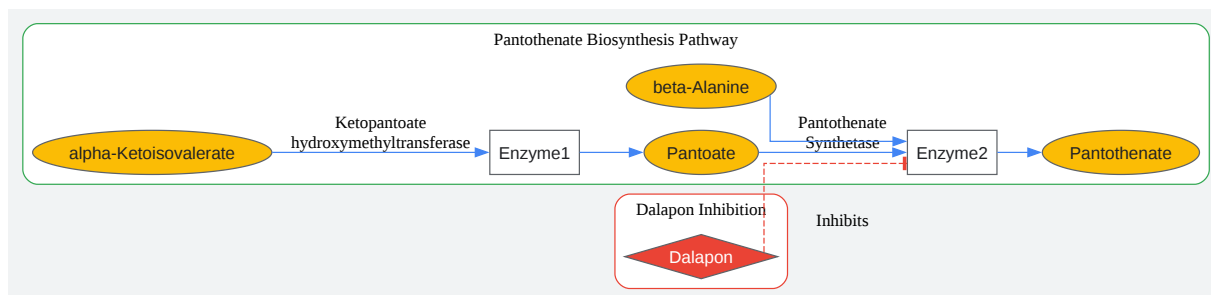 Pantothenate Biosynthesis Pathway
beta-Alanine
Ketopantoate
hydroxymethyltransferase
Pantothenate
Synthetase
alpha-Ketoisovalerate
Enzyme1
Pantoate
Enzyme2
Pantothenate
Dalapon Inhibition
Inhibits
Dalapon